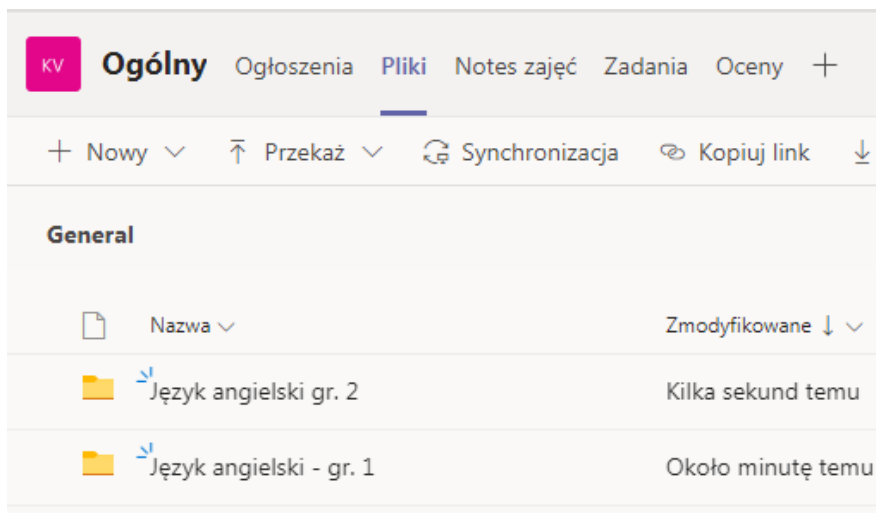 KV Ogólny Ogłoszenia Pliki Notes zajęć Zadania Oceny
Nowy Przekaż Synchronizacja Kopiuj link
General
Nazwa Zmodyfikowane
Język angielski gr. 2 Kilka sekund temu
Język angielski - gr. 1 Około minutę temu